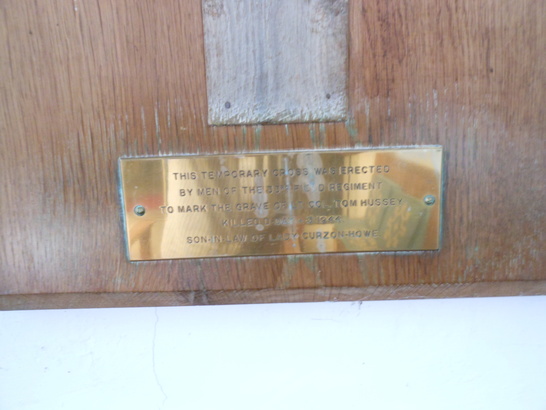 THIS TEMPORARY CROSS WAS ERECTED
BY MEN OF THE REGIMENT
TO MARK THE GRAVE OF COL. TOM HUSSEY
KILLED
SON-IN-LAW OF LADY CURZON-HOWE